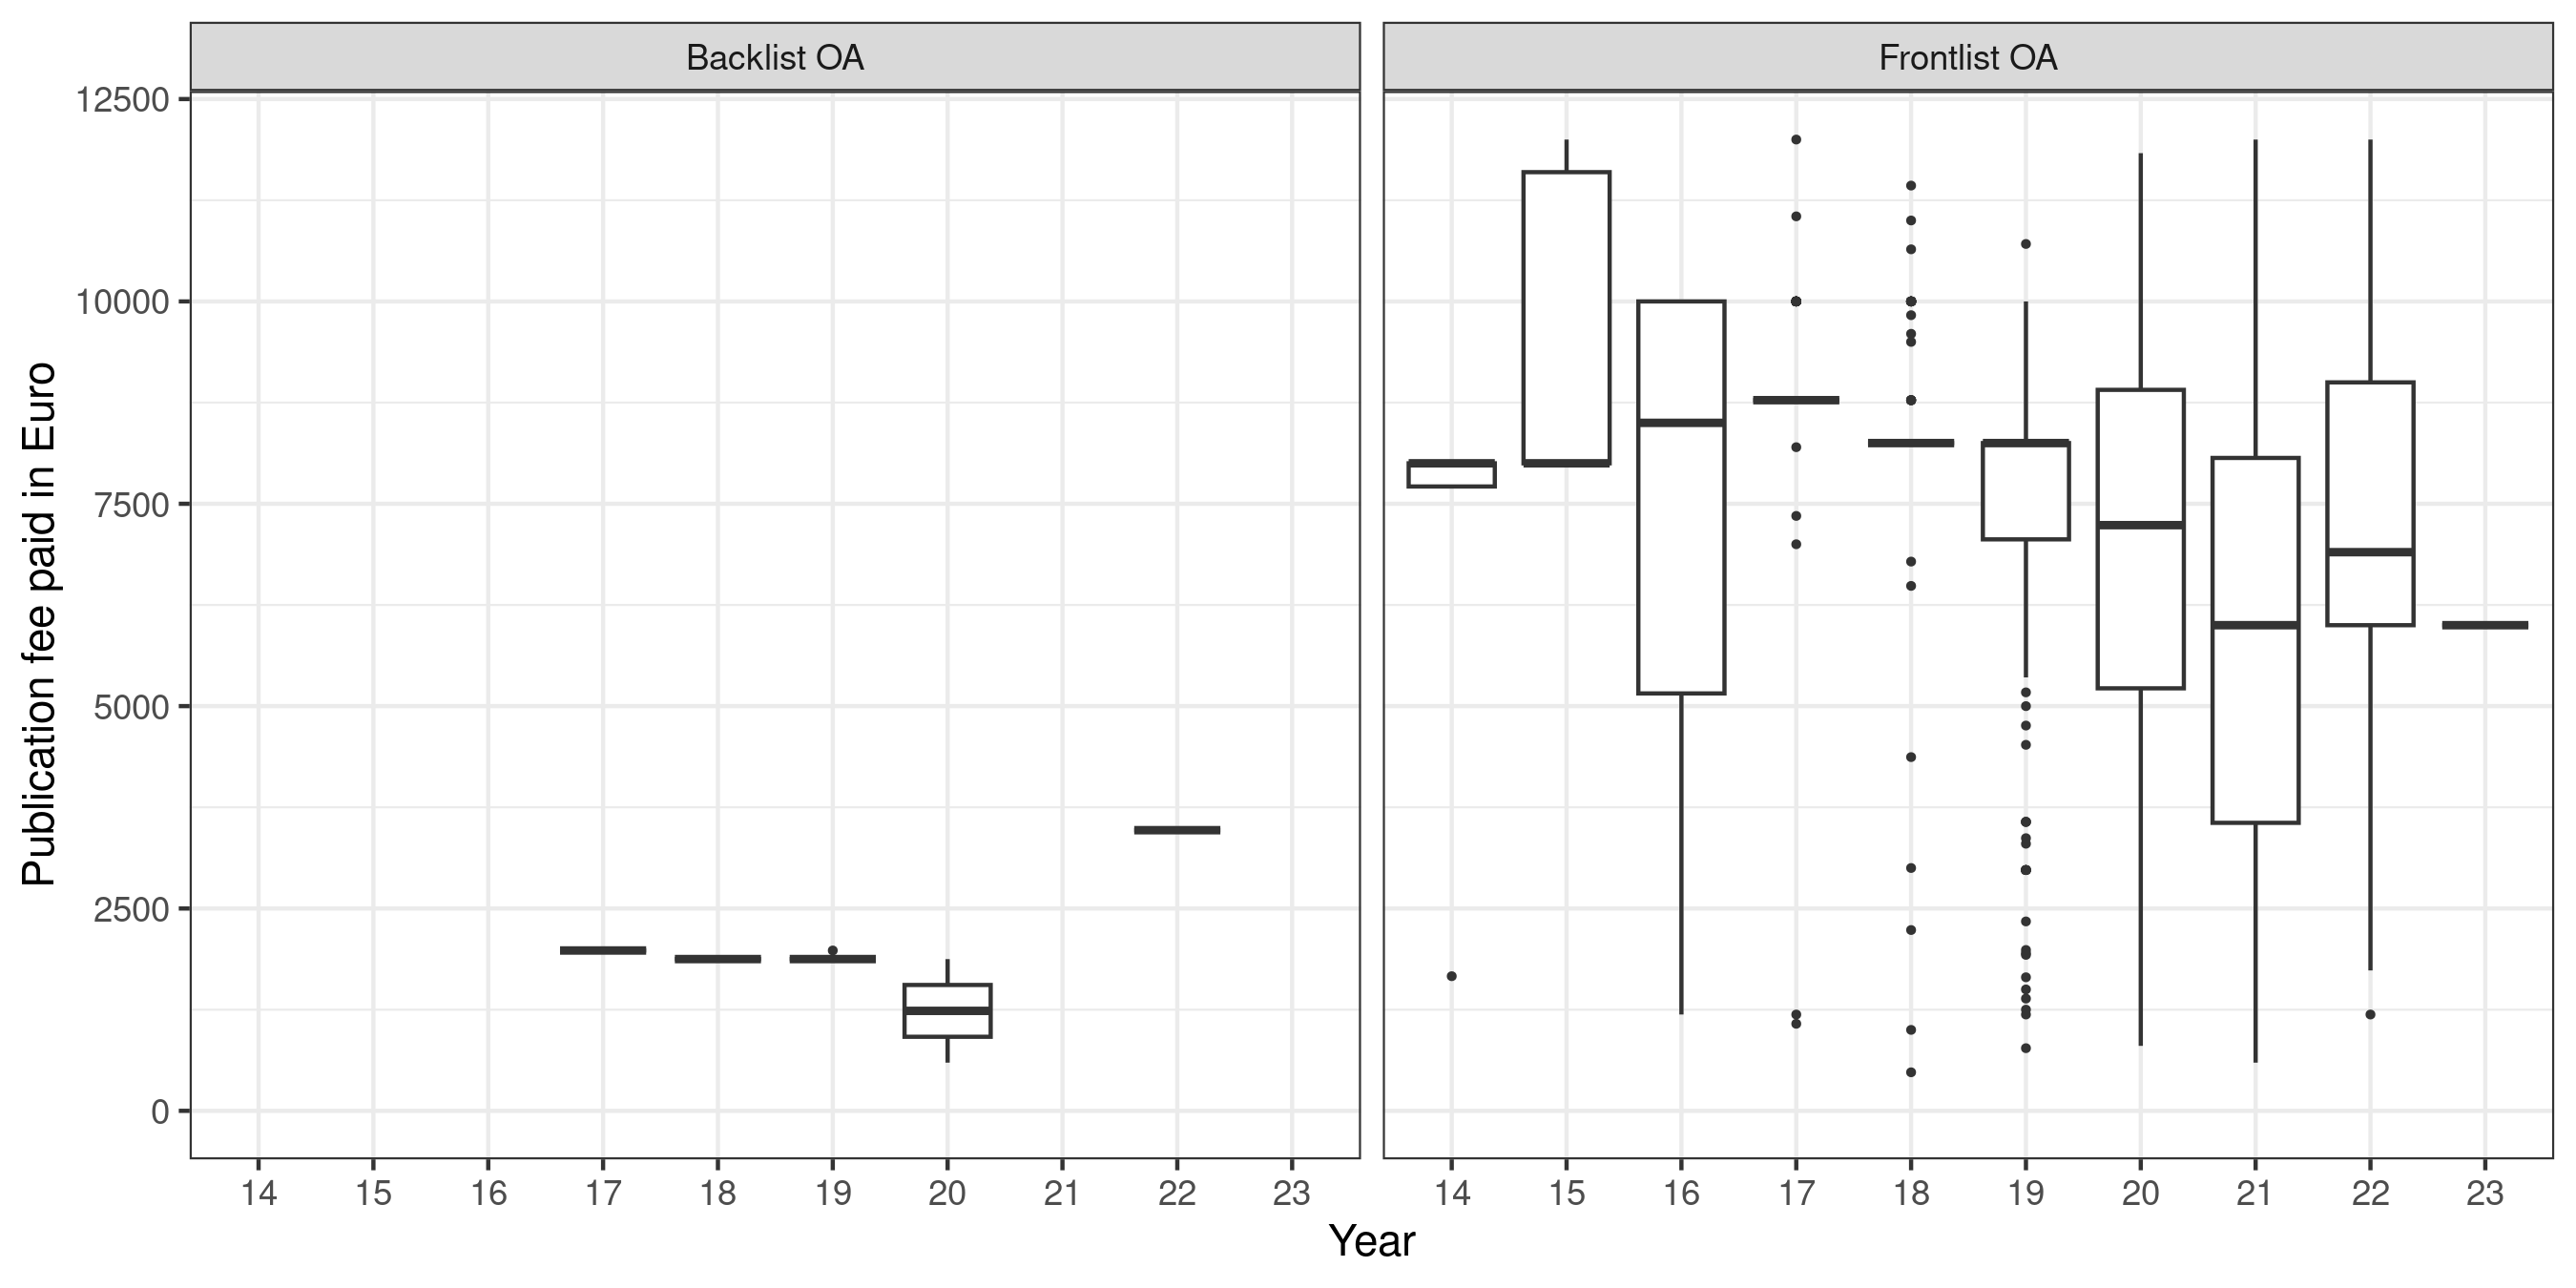 Backlist OA
Frontlist OA
Publication fee paid in Euro
12500
10000
7500
5000
2500
0
14 15 16 17 18 19 20 21 22 23
14 15 16 17 18 19 20 21 22 23
Year